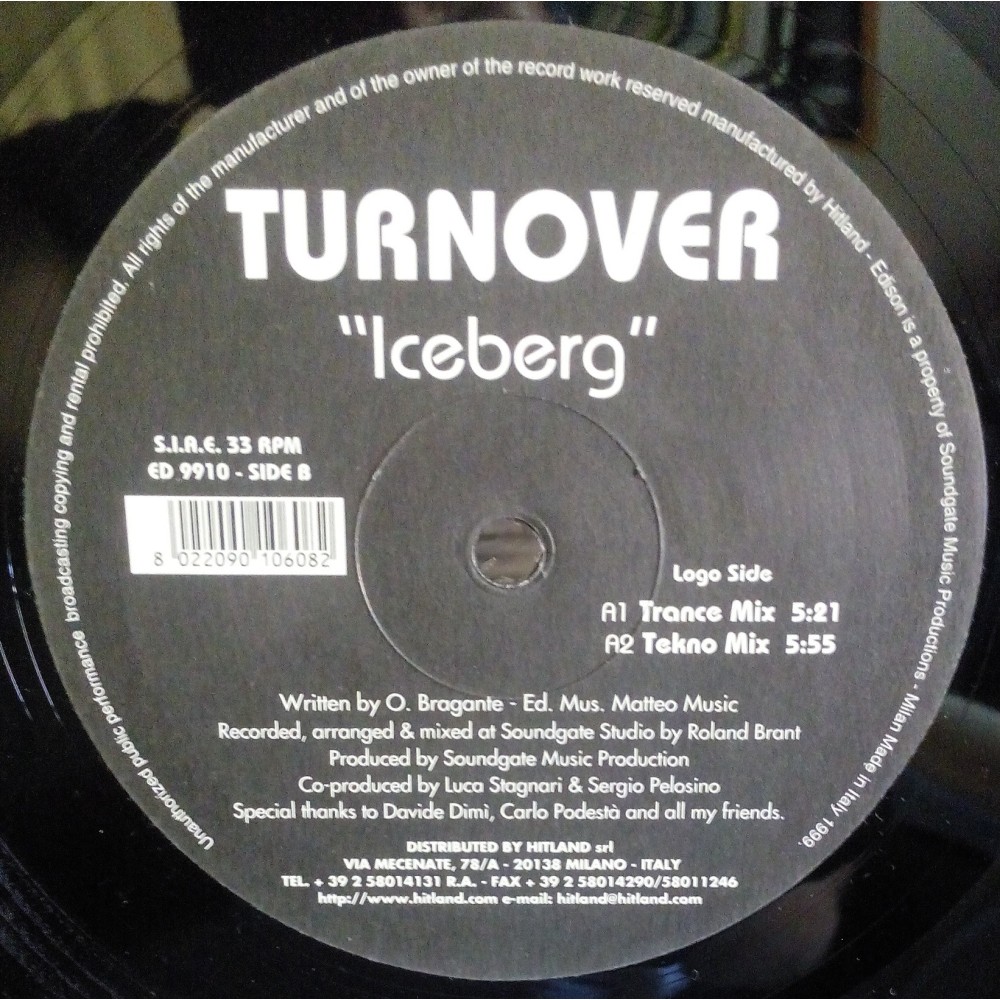 Unauthorized public performance broadcasting copying and rental prohibited. All rights of the manufacturer and of the owner of the record work reserved manufactured by Hitland - Edison is a property of Soundgate Music Productions - Milan Made in Italy 1999.
TURNOVER
"Iceberg"
S.I.A.E. 33 RPM
ED 9910 - SIDE B
8 022090 106082
Logo Side
A1 Trance Mix 5:21
A2 Tekno Mix 5:55
Written by O. Bragante - Ed. Mus. Matteo Music
Recorded, arranged & mixed at Soundgate Studio by Roland Brant
Produced by Soundgate Music Production
Co-produced by Luca Stagnari & Sergio Pelosino
Special thanks to Davide Dimì, Carlo Podestà and all my friends.
DISTRIBUTED BY HITLAND srl
VIA MECENATE, 78/A - 20138 MILANO - ITALY
TEL. + 39 2 58014131 R.A. - FAX + 39 2 58014290/58011246
http://www.hitland.com e-mail: hitland@hitland.com